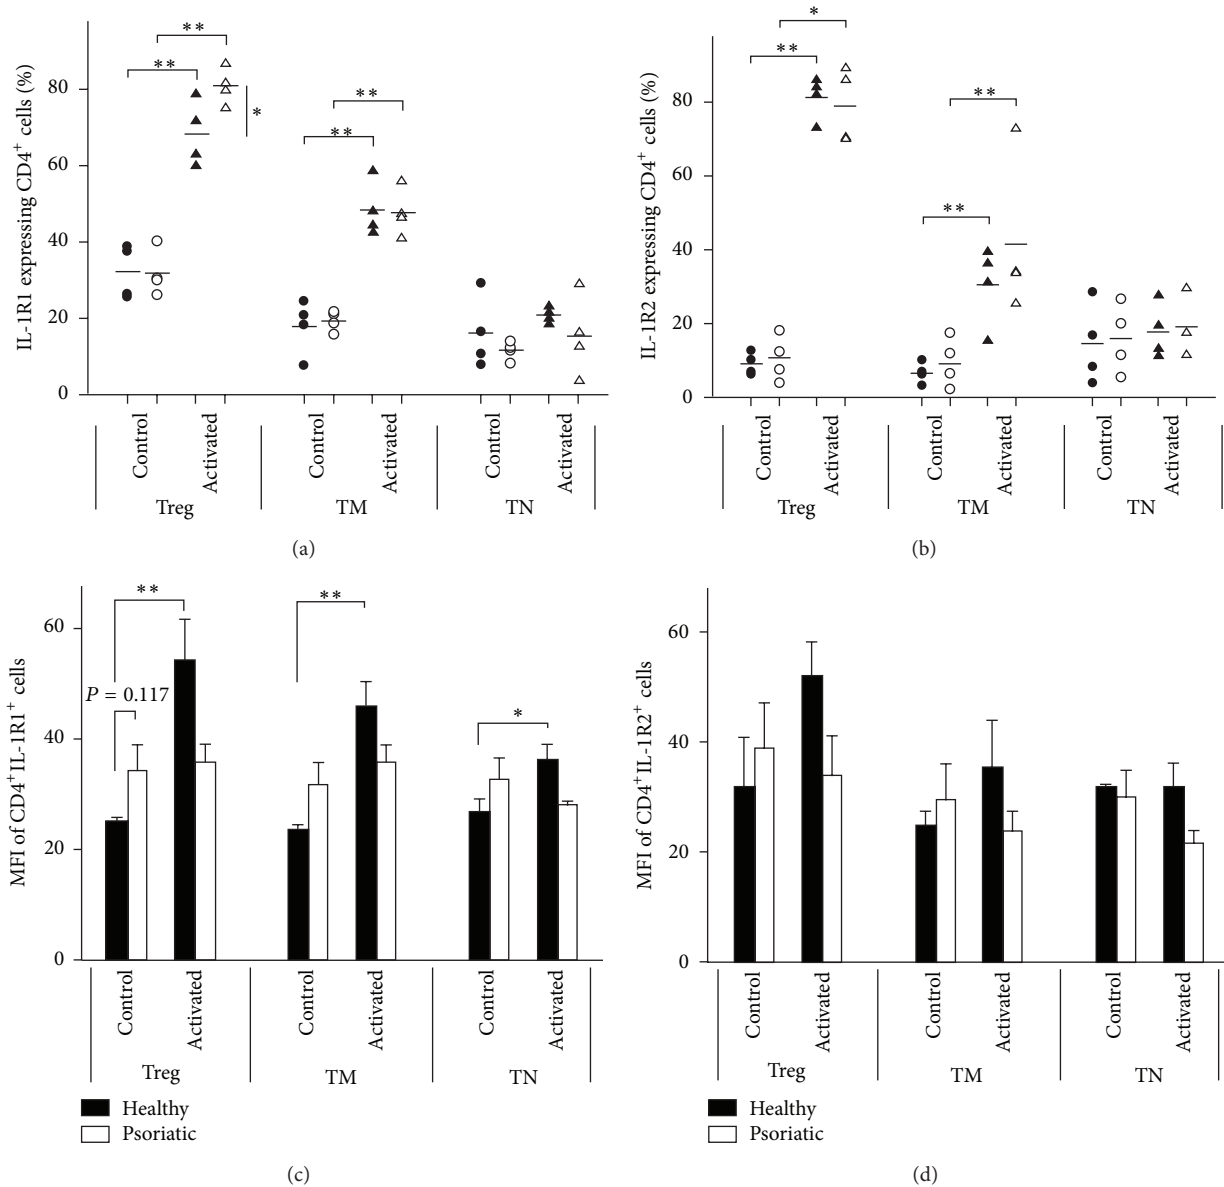 IL-1R1 expressing CD4⁺ cells (%)
80
60
40
20
0
**
**
*
**
**
Control
Activated
Control
Activated
Control
Activated
Treg
TM
TN
(a)
IL-1R2 expressing CD4⁺ cells (%)
80
60
40
20
0
*
**
**
**
Control
Activated
Control
Activated
Control
Activated
Treg
TM
TN
(b)
MFI of CD4⁺IL-1R1⁺ cells
60
40
20
0
**
P = 0.117
**
*
Control
Activated
Control
Activated
Control
Activated
Treg
TM
TN
Healthy
Psoriatic
(c)
MFI of CD4⁺IL-1R2⁺ cells
60
40
20
0
Control
Activated
Control
Activated
Control
Activated
Treg
TM
TN
Healthy
Psoriatic
(d)